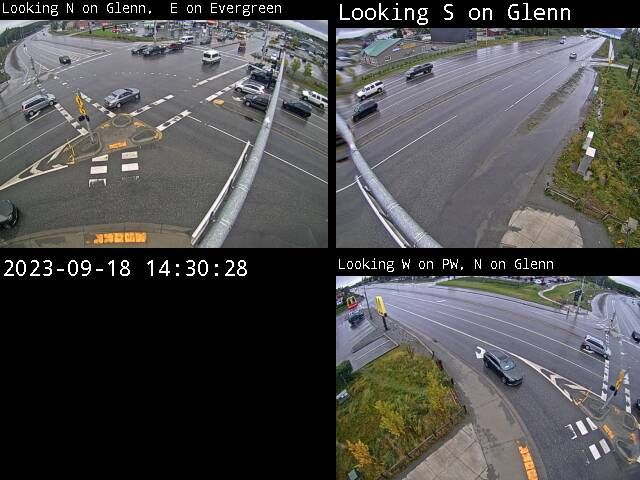 Looking N on Glenn,  E on Evergreen
Looking S on Glenn
2023-09-18 14:30:28
Looking W on PW, N on Glenn